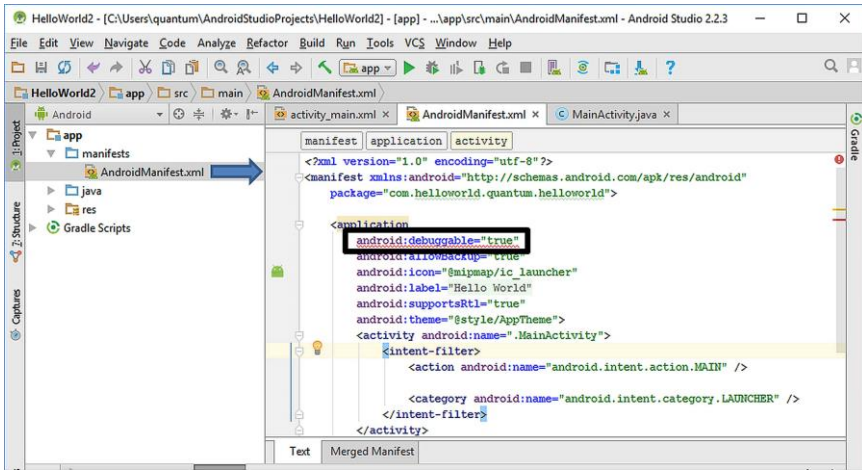 HelloWorld2 - [C:\Users\quantum\AndroidStudioProjects\HelloWorld2] - [app] - ...\app\src\main\AndroidManifest.xml - Android Studio 2.2.3
File Edit View Navigate Code Analyze Refactor Build Run Tools VCS Window Help
app
HelloWorld2 app src main AndroidManifest.xml
Android
activity_main.xml AndroidManifest.xml MainActivity.java
1: Project
2: Structure
Captures
Gradle
app
manifests
AndroidManifest.xml
java
res
Gradle Scripts
manifest application activity
<?xml version="1.0" encoding="utf-8"?>
<manifest xmlns:android="http://schemas.android.com/apk/res/android"
package="com.helloworld.quantum.helloworld">
<application
android:debuggable="true"
android:allowBackup="true"
android:icon="@mipmap/ic_launcher"
android:label="Hello World"
android:supportsRtl="true"
android:theme="@style/AppTheme">
<activity android:name=".MainActivity">
<intent-filter>
<action android:name="android.intent.action.MAIN" />
<category android:name="android.intent.category.LAUNCHER" />
</intent-filter>
</activity>
Text Merged Manifest